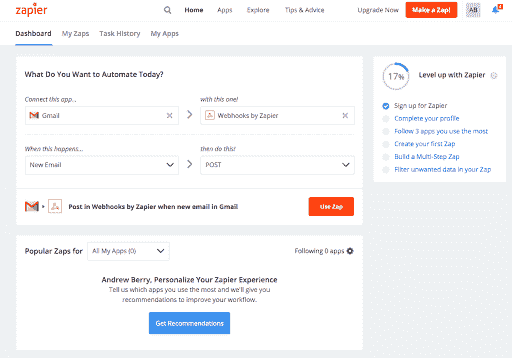 zapier
Home Apps Explore Tips & Advice Upgrade Now Make a Zap! AB
Dashboard My Zaps Task History My Apps
What Do You Want to Automate Today?
Connect this app... with this one!
Gmail Webhooks by Zapier
When this happens... then do this!
New Email POST
Post in Webhooks by Zapier when new email in Gmail Use Zap
Popular Zaps for All My Apps (0) Following 0 apps
Andrew Berry, Personalize Your Zapier Experience
Tell us which apps you use the most and we'll give you
recommendations to improve your workflow.
Get Recommendations
17% Level up with Zapier
Sign up for Zapier
Complete your profile
Follow 3 apps you use the most
Create your first Zap
Build a Multi-Step Zap
Filter unwanted data in your Zap